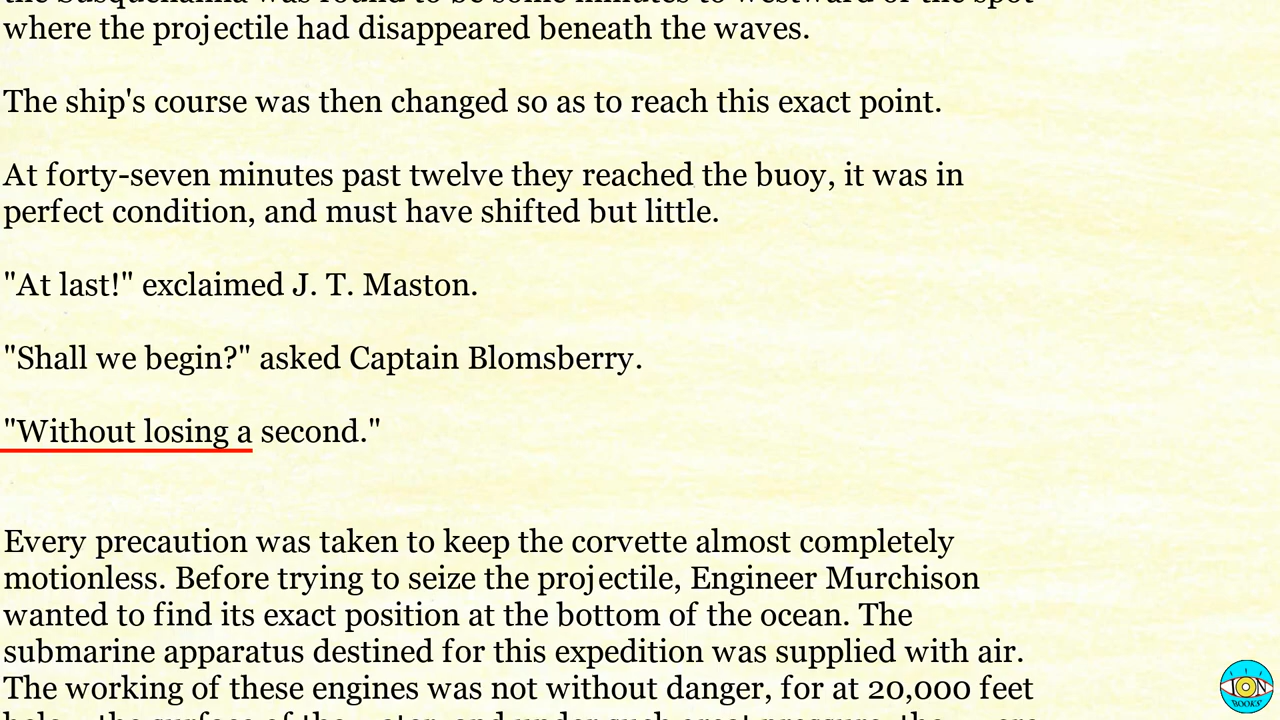 where the projectile had disappeared beneath the waves.
The ship's course was then changed so as to reach this exact point.
At forty-seven minutes past twelve they reached the buoy, it was in
perfect condition, and must have shifted but little.
"At last!" exclaimed J. T. Maston.
"Shall we begin?" asked Captain Blomsberry.
"Without losing a second."
Every precaution was taken to keep the corvette almost completely
motionless. Before trying to seize the projectile, Engineer Murchison
wanted to find its exact position at the bottom of the ocean. The
submarine apparatus destined for this expedition was supplied with air.
The working of these engines was not without danger, for at 20,000 feet
ION
BOOKS